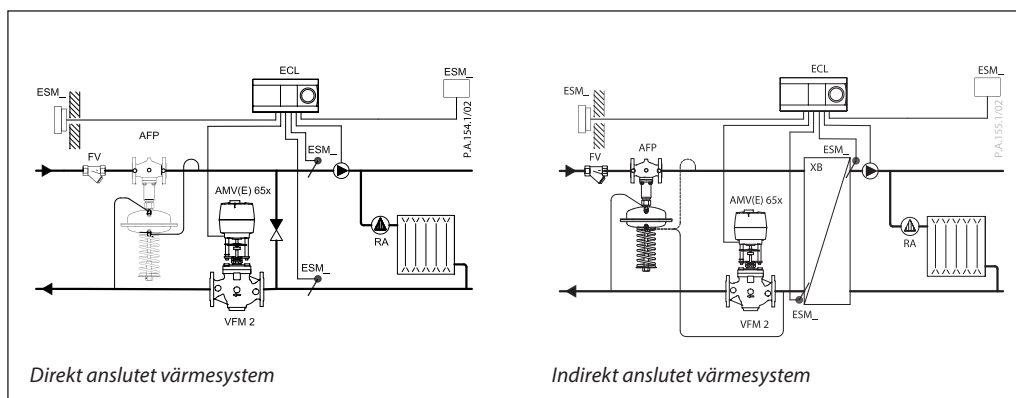 ECL
ESM_
ESM_
P.A.154.1/02
AFP
FV
ESM_
AMV(E) 65x
RA
ESM_
VFM 2
Direkt anslutet värmesystem
ECL
ESM_
ESM_
P.A.155.1/02
AFP
FV
ESM_
XB
AMV(E) 65x
RA
ESM_
VFM 2
Indirekt anslutet värmesystem